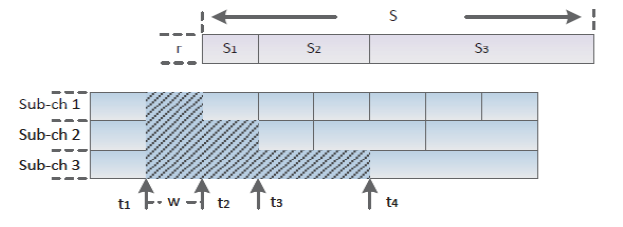 S
r S1 S2 S3
Sub-ch 1
Sub-ch 2
Sub-ch 3
t1 w t2 t3 t4